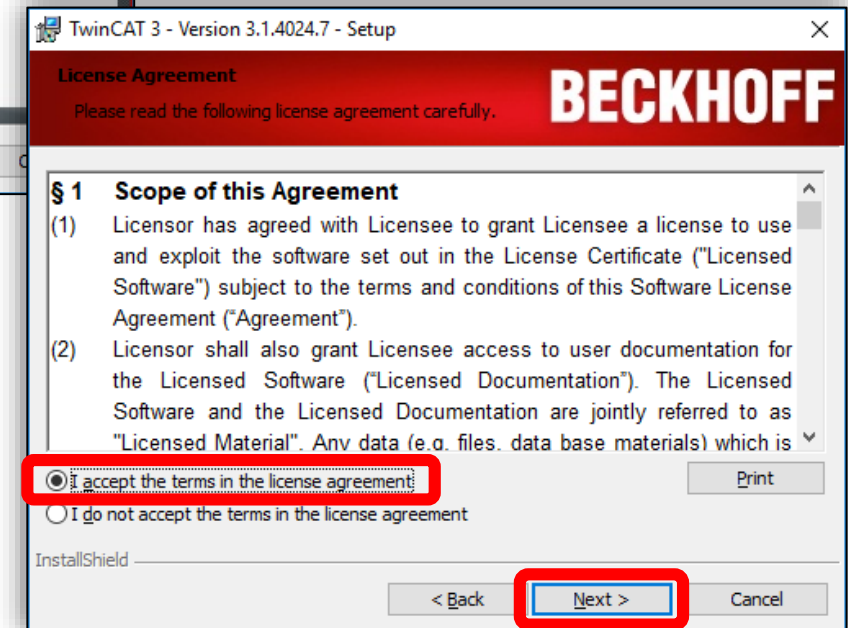 TwinCAT 3 - Version 3.1.4024.7 - Setup
License Agreement
Please read the following license agreement carefully.
BECKHOFF
§ 1 Scope of this Agreement
(1) Licensor has agreed with Licensee to grant Licensee a license to use
and exploit the software set out in the License Certificate ("Licensed
Software") subject to the terms and conditions of this Software License
Agreement (“Agreement”).
(2) Licensor shall also grant Licensee access to user documentation for
the Licensed Software (“Licensed Documentation”). The Licensed
Software and the Licensed Documentation are jointly referred to as
"Licensed Material". Any data (e.g. files, data base materials) which is
I accept the terms in the license agreement
Print
I do not accept the terms in the license agreement
InstallShield
< Back
Next >
Cancel